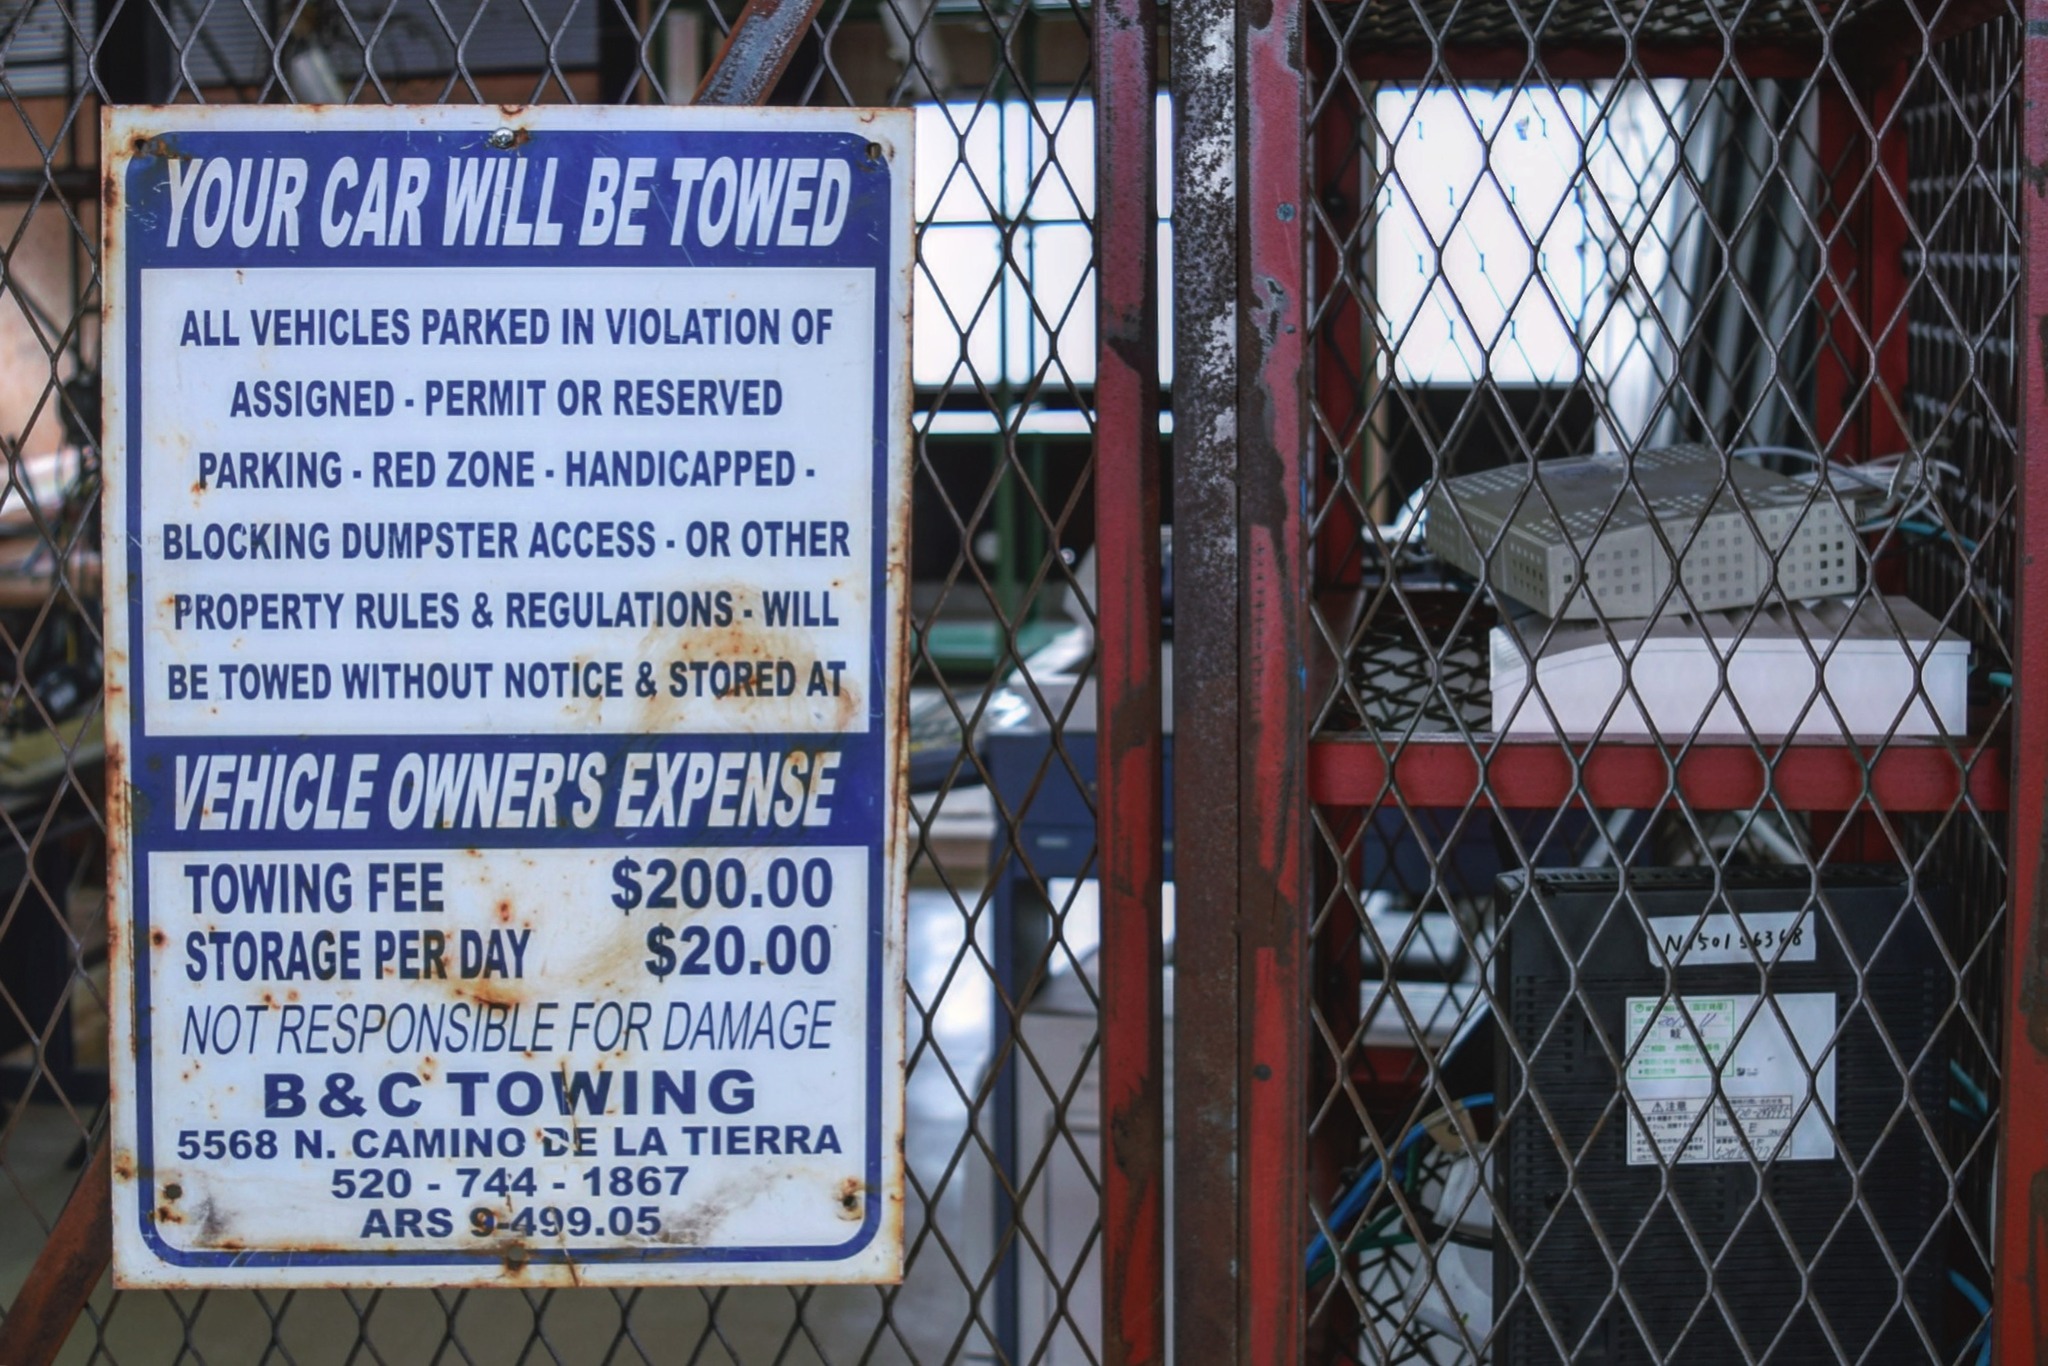 YOUR CAR WILL BE TOWED
ALL VEHICLES PARKED IN VIOLATION OF
ASSIGNED - PERMIT OR RESERVED
PARKING - RED ZONE - HANDICAPPED -
BLOCKING DUMPSTER ACCESS - OR OTHER
PROPERTY RULES & REGULATIONS - WILL
BE TOWED WITHOUT NOTICE & STORED AT
VEHICLE OWNER'S EXPENSE
TOWING FEE $200.00
STORAGE PER DAY $20.00
NOT RESPONSIBLE FOR DAMAGE
B&C TOWING
5568 N. CAMINO DE LA TIERRA
520 - 744 - 1867
ARS 9-499.05
注意